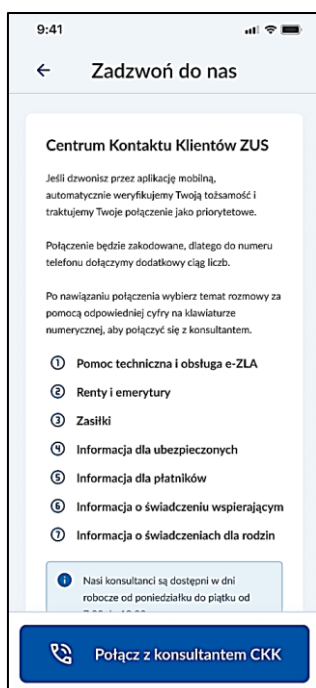 9:41
Zadzwoń do nas
Centrum Kontaktu Klientów ZUS
Jeśli dzwonisz przez aplikację mobilną,
automatycznie weryfikujemy Twoją tożsamość i
traktujemy Twoje połączenie jako priorytetowe.
Połączenie będzie zakodowane, dlatego do numeru
telefonu dołączymy dodatkowy ciąg liczb.
Po nawiązaniu połączenia wybierz temat rozmowy za
pomocą odpowiedniej cyfry na klawiaturze
numerycznej, aby połączyć się z konsultantem.
1 Pomoc techniczna i obsługa e-ZLA
2 Renty i emerytury
3 Zasiłki
4 Informacja dla ubezpieczonych
5 Informacja dla płatników
6 Informacja o świadczeniu wspierającym
7 Informacja o świadczeniach dla rodzin
Nasi konsultanci są dostępni w dni
robocze od poniedziałku do piątku od
Połącz z konsultantem CKK